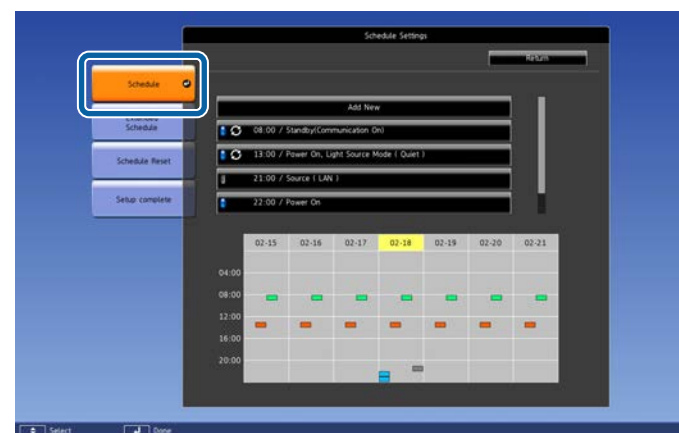 Schedule Settings
Return
Schedule
Extended
Schedule
Schedule Reset
Setup complete
Add New
08:00 / Standby(Communication On)
13:00 / Power On, Light Source Mode ( Quiet )
21:00 / Source ( LAN )
22:00 / Power On
02-15 02-16 02-17 02-18 02-19 02-20 02-21
04:00
08:00
12:00
16:00
20:00
Select Done